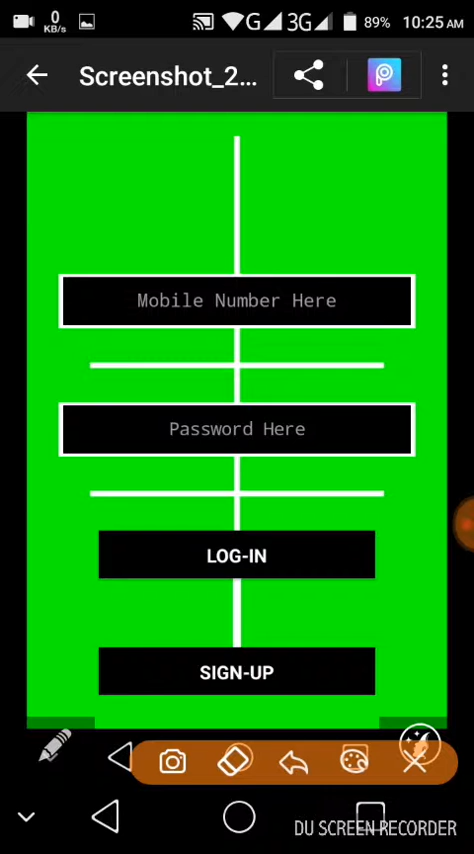 0 KB/s G 3G 89% 10:25 AM
Screenshot_2...
Mobile Number Here
Password Here
LOG-IN
SIGN-UP
DU SCREEN RECORDER